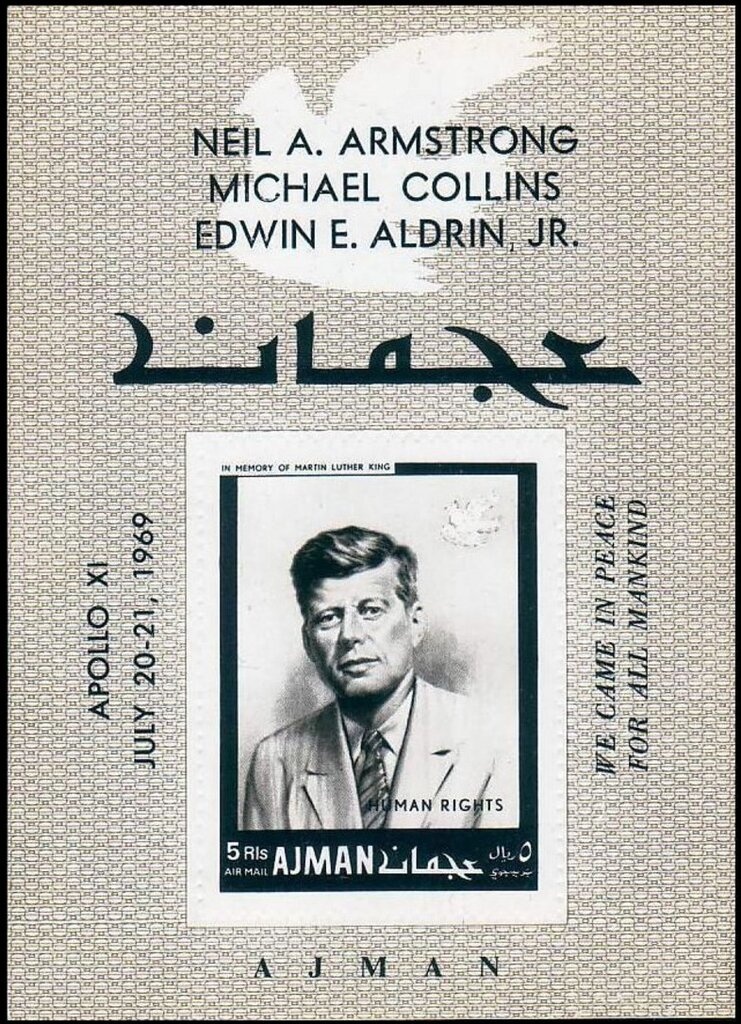 NEIL A. ARMSTRONG
MICHAEL COLLINS
EDWIN E. ALDRIN, JR.
عجمان
APOLLO XI
JULY 20-21, 1969
IN MEMORY OF MARTIN LUTHER KING
HUMAN RIGHTS
5 Rls AJMAN عجمان ٥ ريال
AIR MAIL
WE CAME IN PEACE
FOR ALL MANKIND
AJMAN